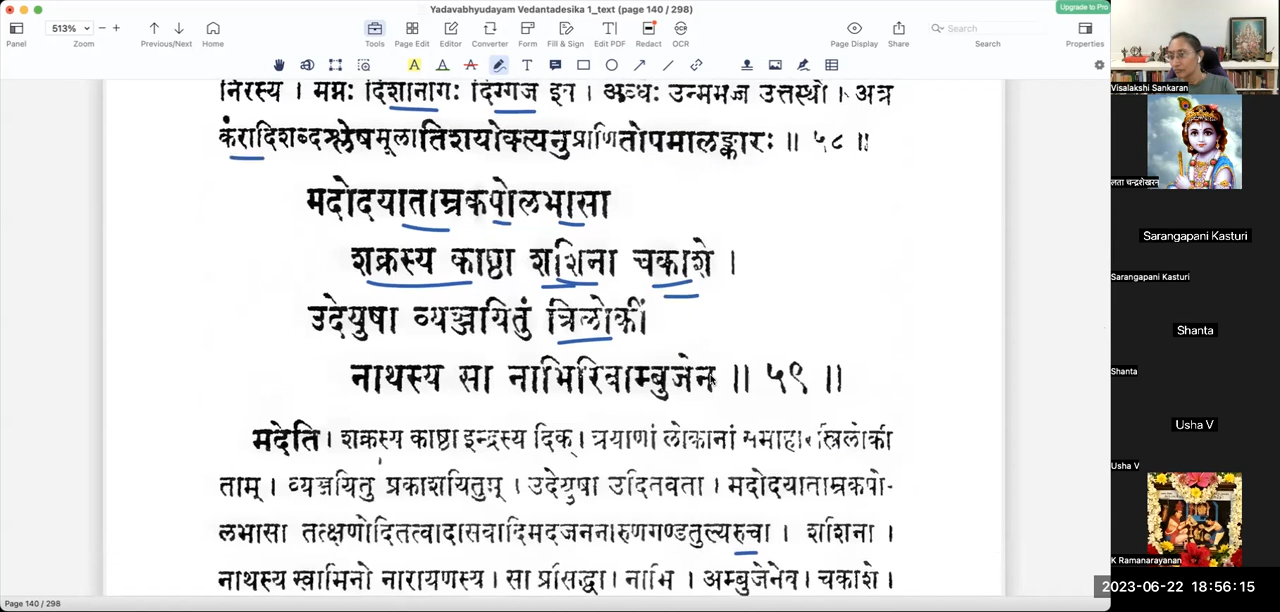 Yadavabhyudayam Vedantadesika 1_text (page 140 / 298)
Upgrade to Pro
513%
Panel Zoom Previous/Next Home Tools Page Edit Editor Converter Form Fill & Sign Edit PDF Redact OCR Page Display Share Search Properties
Search
निरस्य । मग्नः दिशानागः दिग्गज इव । अब्धेः उन्ममज्ज उत्तस्थौ । अत्र
करादिशब्दश्लेषमूलातिशयोक्त्यनुप्राणितोपमालङ्कारः ॥ ५८ ॥
मदोदयाताम्रकपोलभासा
शक्रस्य काष्ठा शशिना चकाशे ।
उदेयुषा व्यञ्जयितुं त्रिलोकीं
नाथस्य सा नाभिरिवाम्बुजेन ॥ ५९ ॥
मदेति । शक्रस्य काष्ठा इन्द्रस्य दिक् । त्रयाणां लोकानां समाहारस्त्रिलोकी
ताम् । व्यञ्जयितु प्रकाशयितुम् । उदेयुषा उदितवता । मदोदयाताम्रकपो-
लभासा तत्क्षणोदितत्वादासवादिमदजननारुणगण्डतुल्यरुचा । शशिना ।
नाथस्य स्वामिनो नारायणस्य । सा प्रसिद्धा । नाभि । अम्बुजेनेव । चकाशे ।
Page 140 / 298
Visalakshi Sankaran
लता चन्द्रशेखरन
Sarangapani Kasturi
Sarangapani Kasturi
Shanta
Shanta
Usha V
Usha V
K Ramanarayanan
2023-06-22 18:56:15